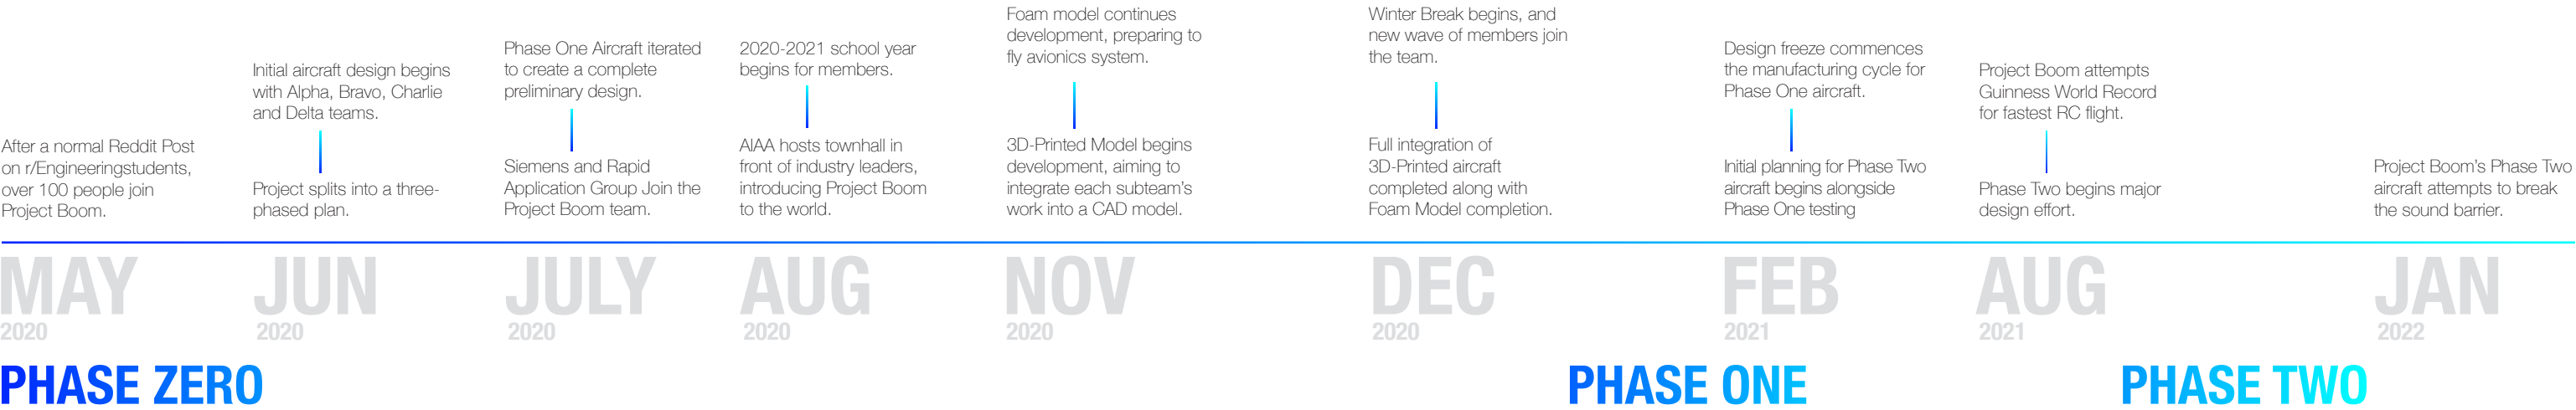 After a normal Reddit Post
on r/Engineeringstudents,
over 100 people join
Project Boom.
Initial aircraft design begins
with Alpha, Bravo, Charlie
and Delta teams.
Project splits into a three-
phased plan.
Phase One Aircraft iterated
to create a complete
preliminary design.
Siemens and Rapid
Application Group Join the
Project Boom team.
2020-2021 school year
begins for members.
AIAA hosts townhall in
front of industry leaders,
introducing Project Boom
to the world.
Foam model continues
development, preparing to
fly avionics system.
3D-Printed Model begins
development, aiming to
integrate each subteam's
work into a CAD model.
Winter Break begins, and
new wave of members join
the team.
Full integration of
3D-Printed aircraft
completed along with
Foam Model completion.
Design freeze commences
the manufacturing cycle for
Phase One aircraft.
Initial planning for Phase Two
aircraft begins alongside
Phase One testing
Project Boom attempts
Guinness World Record
for fastest RC flight.
Phase Two begins major
design effort.
Project Boom's Phase Two
aircraft attempts to break
the sound barrier.
MAY
2020
JUN
2020
JULY
2020
AUG
2020
NOV
2020
DEC
2020
FEB
2021
AUG
2021
JAN
2022
PHASE ZERO
PHASE ONE
PHASE TWO